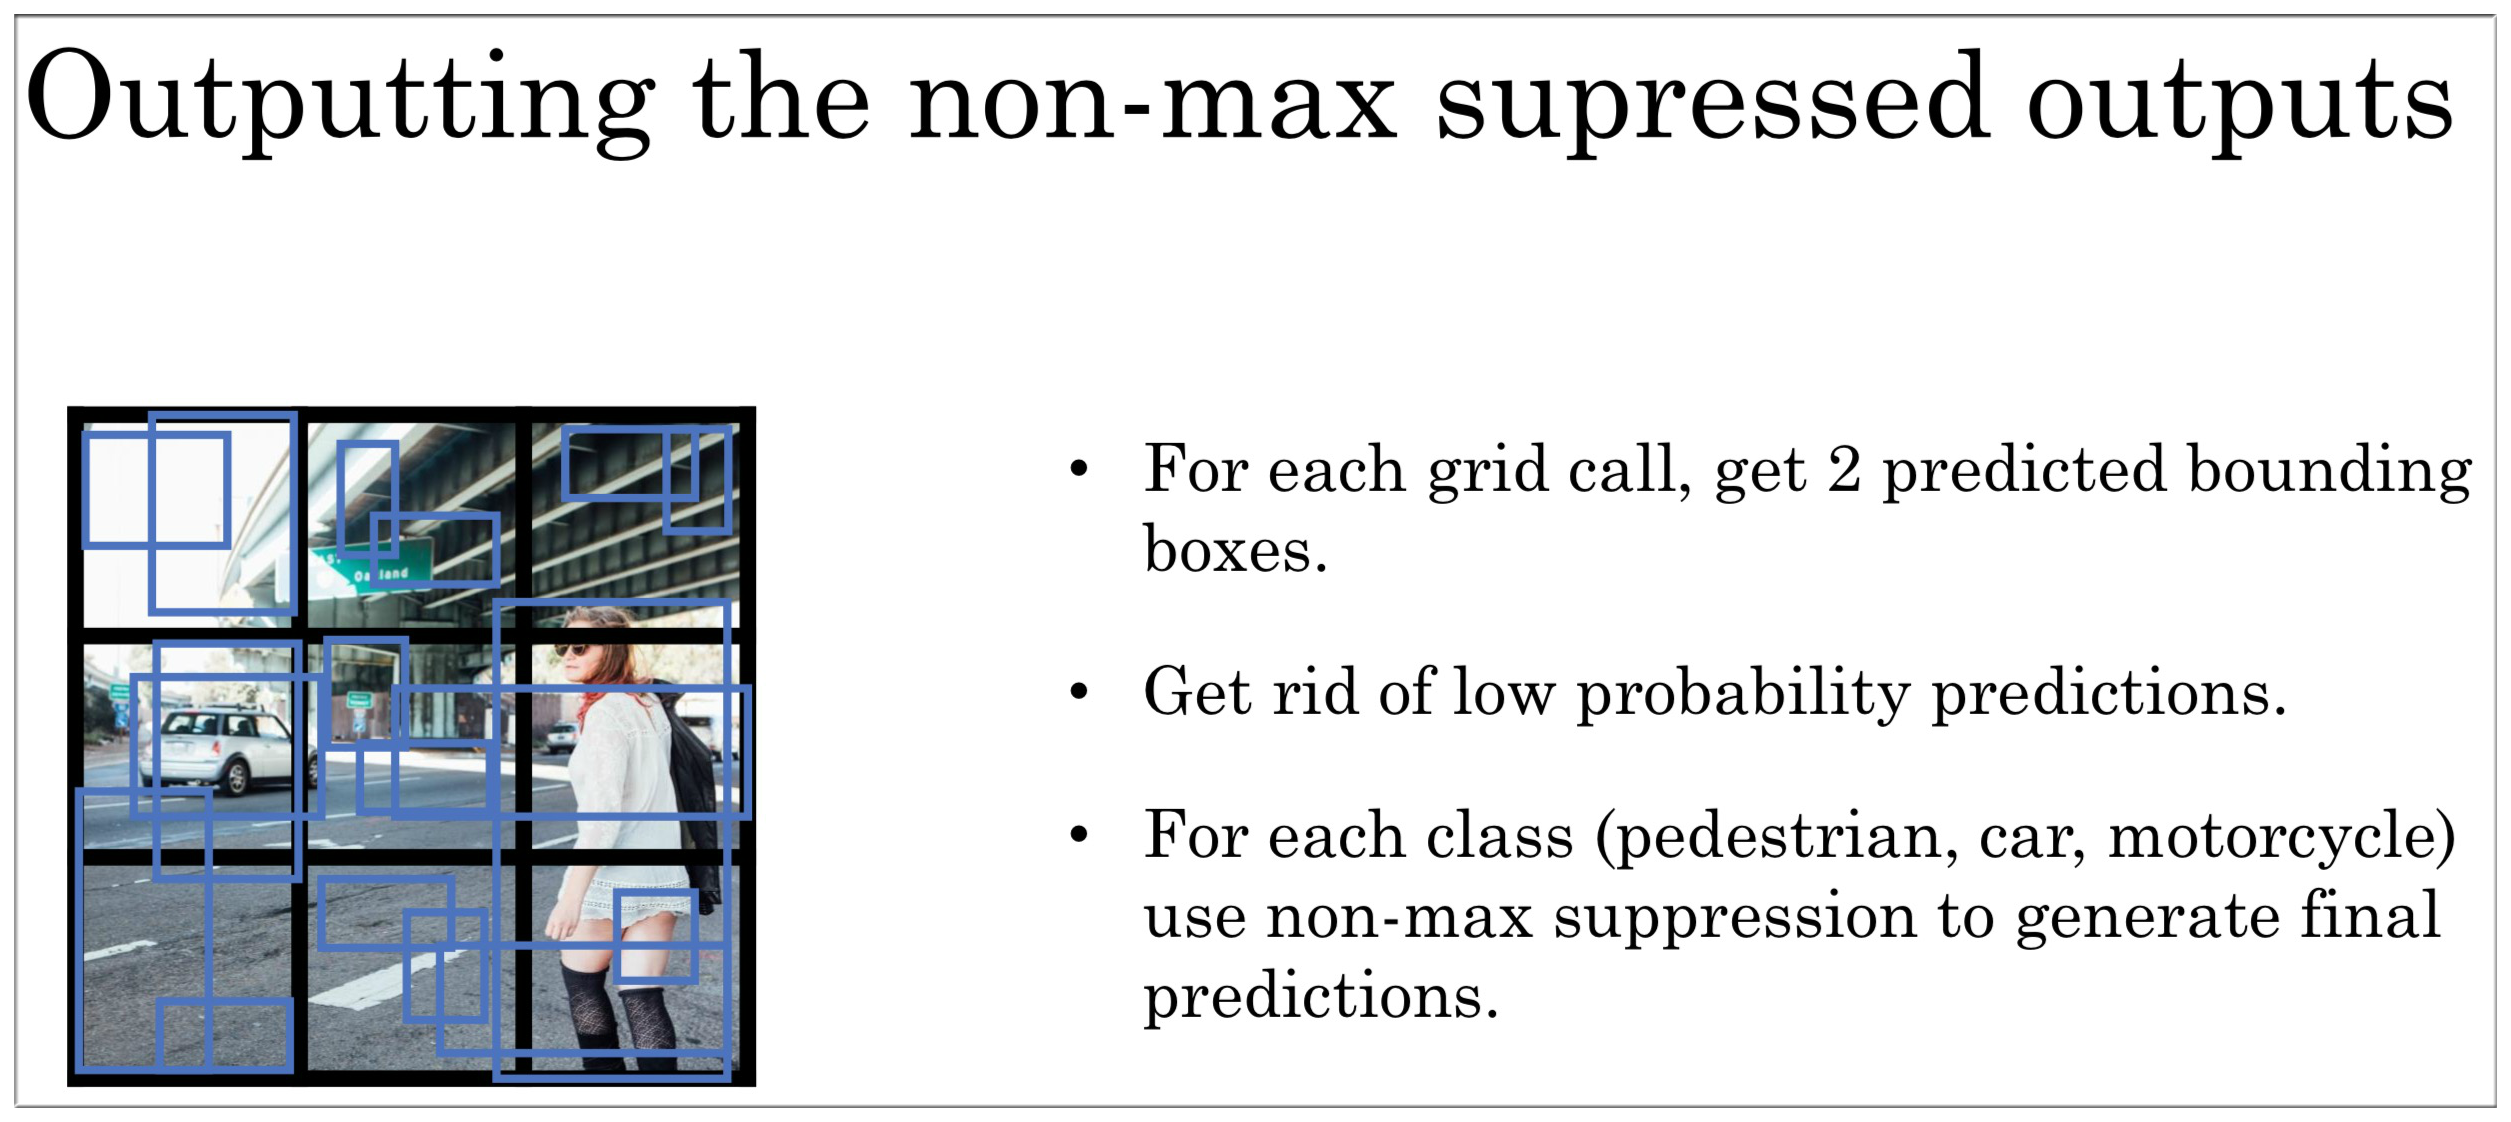 Outputting the non-max supressed outputs
• For each grid call, get 2 predicted bounding
boxes.
• Get rid of low probability predictions.
• For each class (pedestrian, car, motorcycle)
use non-max suppression to generate final
predictions.
Oakland